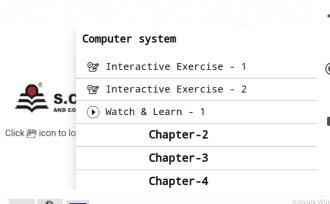 Computer system
Interactive Exercise - 1
Interactive Exercise - 2
Watch & Learn - 1
S.C
AND CO
Click icon to lo
Chapter-2
Chapter-3
Chapter-4
Activate Win